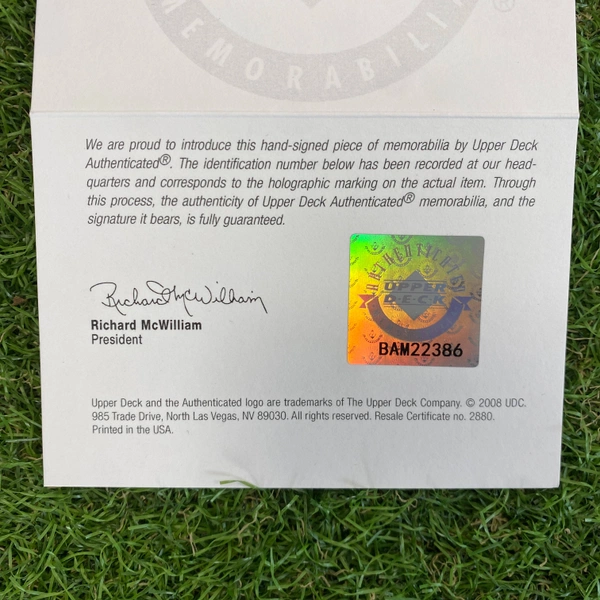 MEMORABILI
®
We are proud to introduce this hand-signed piece of memorabilia by Upper Deck
Authenticated®. The identification number below has been recorded at our head-
quarters and corresponds to the holographic marking on the actual item. Through
this process, the authenticity of Upper Deck Authenticated® memorabilia, and the
signature it bears, is fully guaranteed.
AUTHENTICITY
UPPER
DECK
BAM22386
Richard McWilliam
Richard McWilliam
President
Upper Deck and the Authenticated logo are trademarks of The Upper Deck Company. © 2008 UDC.
985 Trade Drive, North Las Vegas, NV 89030. All rights reserved. Resale Certificate no. 2880.
Printed in the USA.